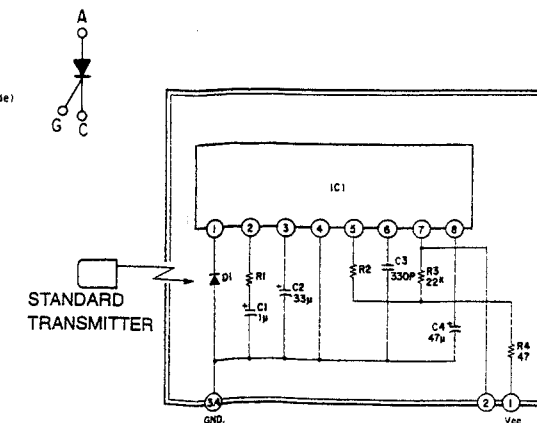 A
de)
G C
(C)
1 2 3 4 5 6 7 8
D1
R1
C1
1µ
C2
33µ
R2
C3
330P
R3
22K
C4
47µ
R4
47
STANDARD
TRANSMITTER
3,4
GND.
2
1
Vcc